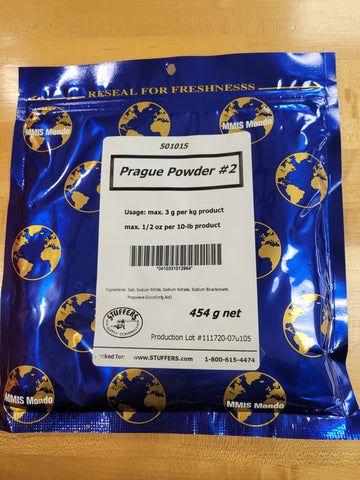 RESEAL FOR FRESHNESSS
MMIS Mondo
501015
Prague Powder #2
Usage: max. 3 g per kg product
max. 1/2 oz per 10-lb product
Ingredients: Salt, Sodium Nitrite, Sodium Nitrate, Sodium Bicarbonate,
Propylene Glycol(mfg.Aid)
STUFFERS
454 g net
Production Lot #111720-07u105
cked for: www.STUFFERS.com 1-800-615-4474
MMIS Mondo
MMIS Mondo